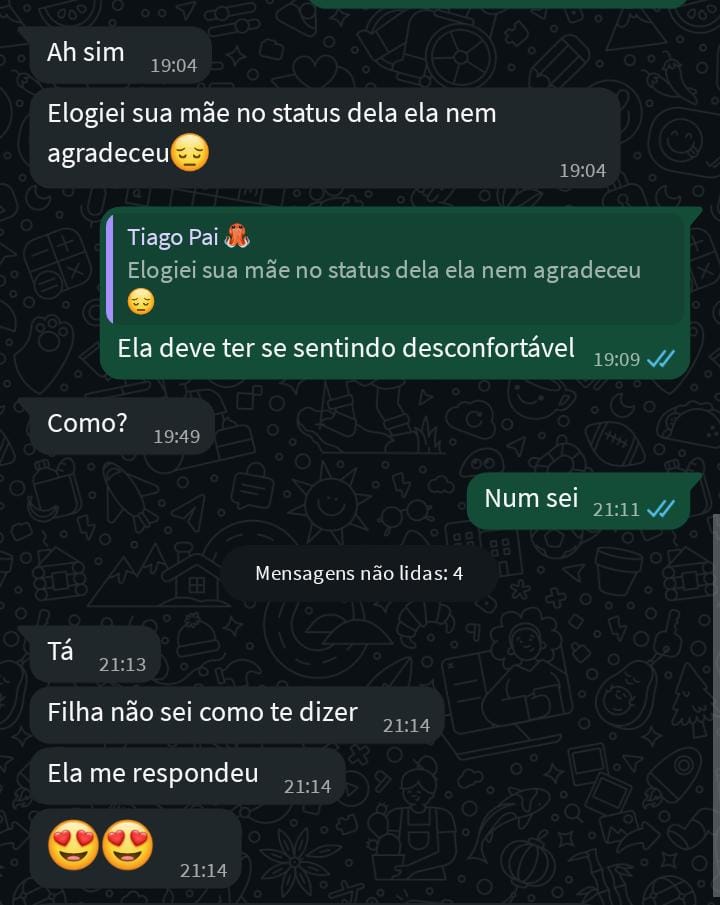 Ah sim
19:04
Elogiei sua mãe no status dela ela nem
agradeceu😔
19:04
Tiago Pai 🦧
Elogiei sua mãe no status dela ela nem agradeceu
😔
Ela deve ter se sentindo desconfortável
19:09
Como?
19:49
Num sei
21:11
Mensagens não lidas: 4
Tá
21:13
Filha não sei como te dizer
21:14
Ela me respondeu
21:14
😍😍
21:14